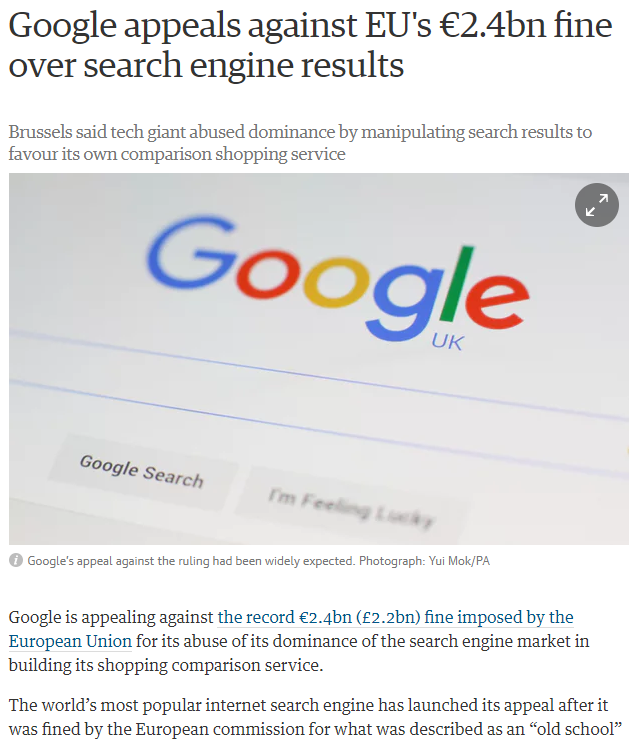 Google appeals against EU's €2.4bn fine
over search engine results
Brussels said tech giant abused dominance by manipulating search results to
favour its own comparison shopping service
Google
UK
Google Search
I'm Feeling Lucky
Google's appeal against the ruling had been widely expected. Photograph: Yui Mok/PA
Google is appealing against the record €2.4bn (£2.2bn) fine imposed by the
European Union for its abuse of its dominance of the search engine market in
building its shopping comparison service.
The world’s most popular internet search engine has launched its appeal after it
was fined by the European commission for what was described as an “old school”